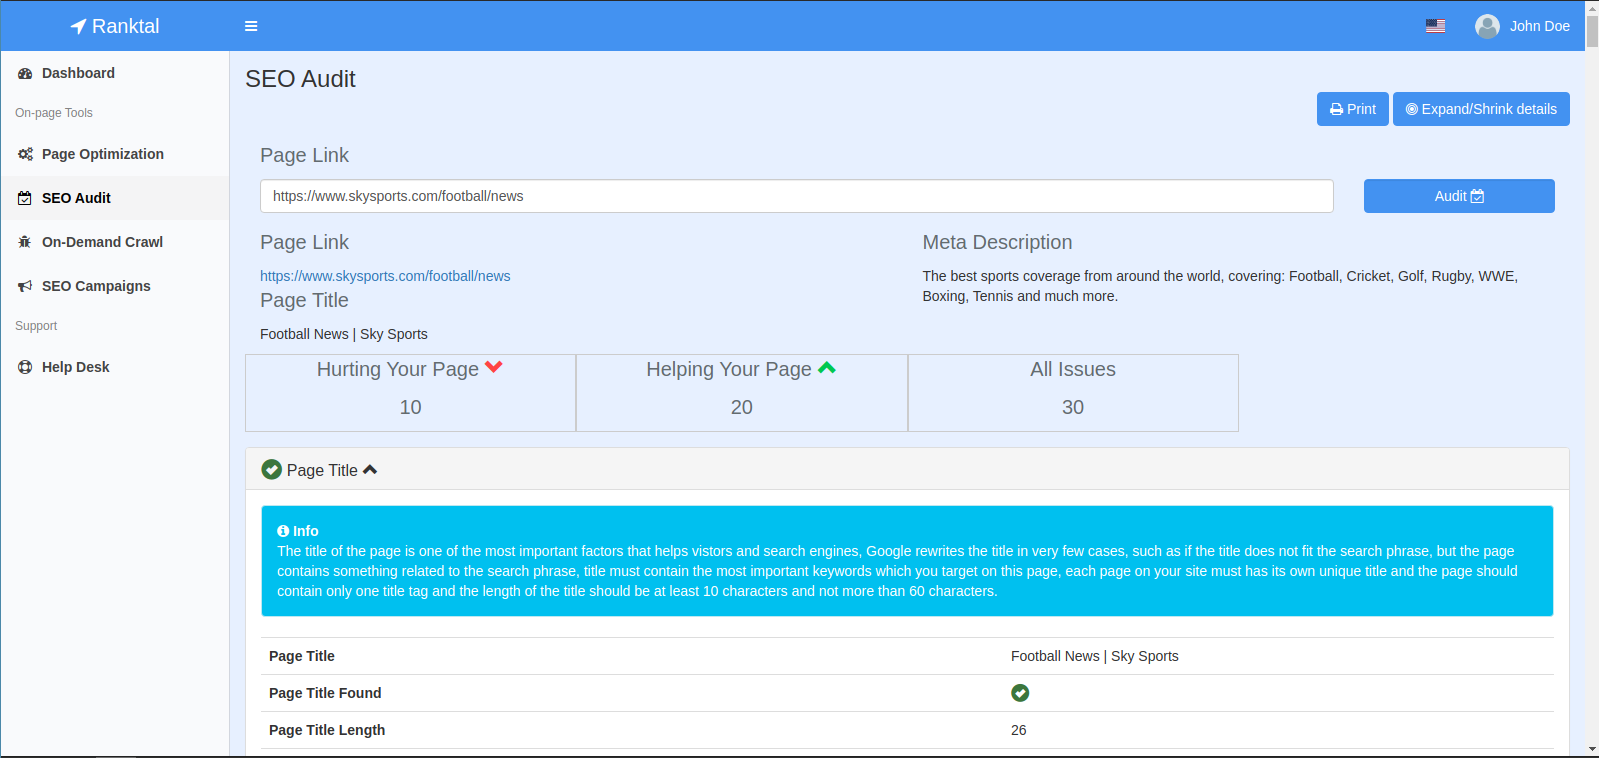 Ranktal
John Doe
Dashboard
On-page Tools
Page Optimization
SEO Audit
On-Demand Crawl
SEO Campaigns
Support
Help Desk
SEO Audit
Print
Expand/Shrink details
Page Link
https://www.skysports.com/football/news
Audit
Page Link
https://www.skysports.com/football/news
Page Title
Football News | Sky Sports
Meta Description
The best sports coverage from around the world, covering: Football, Cricket, Golf, Rugby, WWE,
Boxing, Tennis and much more.
Hurting Your Page
10
Helping Your Page
20
All Issues
30
Page Title
Info
The title of the page is one of the most important factors that helps vistors and search engines, Google rewrites the title in very few cases, such as if the title does not fit the search phrase, but the page
contains something related to the search phrase, title must contain the most important keywords which you target on this page, each page on your site must has its own unique title and the page should
contain only one title tag and the length of the title should be at least 10 characters and not more than 60 characters.
Page Title Football News | Sky Sports
Page Title Found
Page Title Length 26